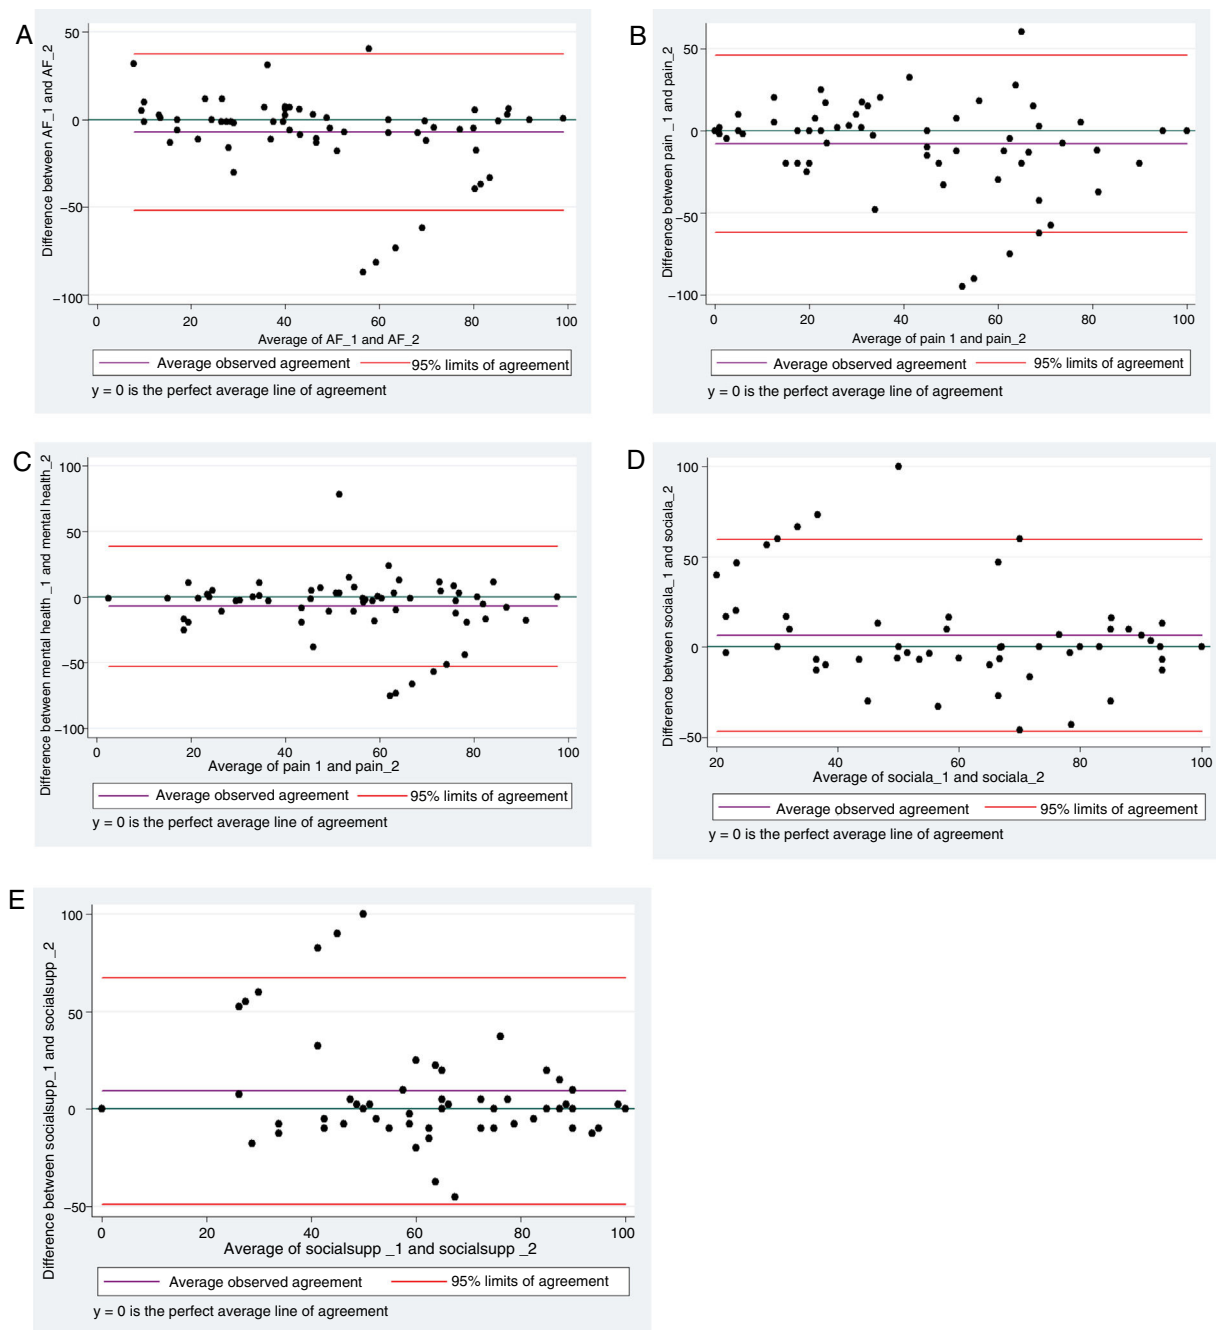 A
Difference between AF_1 and AF_2
50
0
−50
−100
0 20 40 60 80 100
Average of AF_1 and AF_2
Average observed agreement 95% limits of agreement
y = 0 is the perfect average line of agreement
B
Difference between pain _1 and pain_2
50
0
−50
−100
0 20 40 60 80 100
Average of pain 1 and pain_2
Average observed agreement 95% limits of agreement
y = 0 is the perfect average line of agreement
C
Difference between mental health _1 and mental health_2
100
50
0
−50
−100
0 20 40 60 80 100
Average of pain 1 and pain_2
Average observed agreement 95% limits of agreement
y = 0 is the perfect average line of agreement
D
Difference between sociala_1 and sociala_2
100
50
0
−50
20 40 60 80 100
Average of sociala_1 and sociala_2
Average observed agreement 95% limits of agreement
y = 0 is the perfect average line of agreement
E
Difference between socialsupp_1 and socialsupp _2
100
50
0
−50
0 20 40 60 80 100
Average of socialsupp _1 and socialsupp _2
Average observed agreement 95% limits of agreement
y = 0 is the perfect average line of agreement